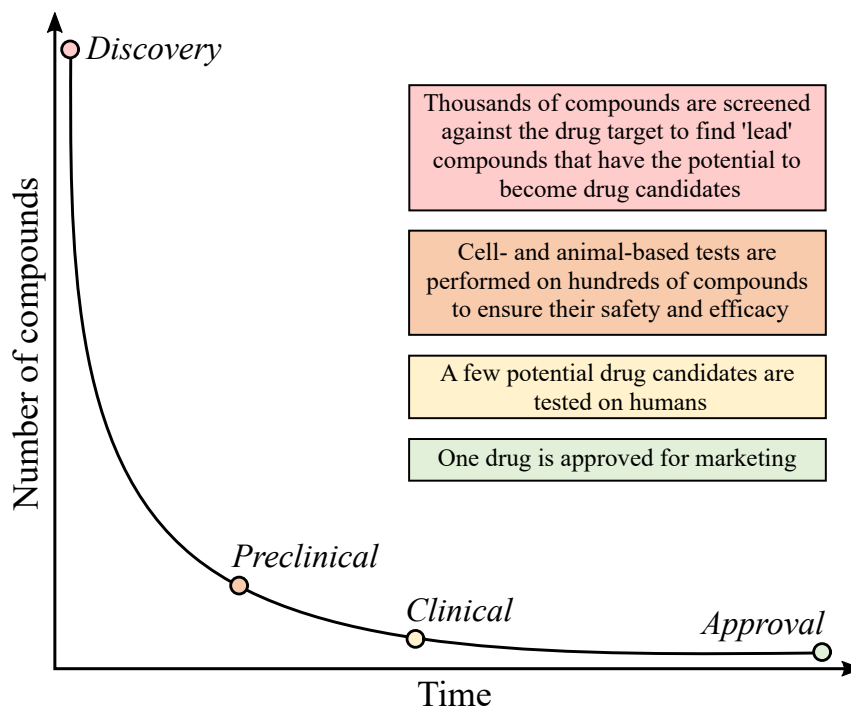 Discovery
Thousands of compounds are screened
against the drug target to find 'lead'
compounds that have the potential to
become drug candidates
Cell- and animal-based tests are
performed on hundreds of compounds
to ensure their safety and efficacy
A few potential drug candidates are
tested on humans
One drug is approved for marketing
Number of compounds
Preclinical
Clinical
Approval
Time